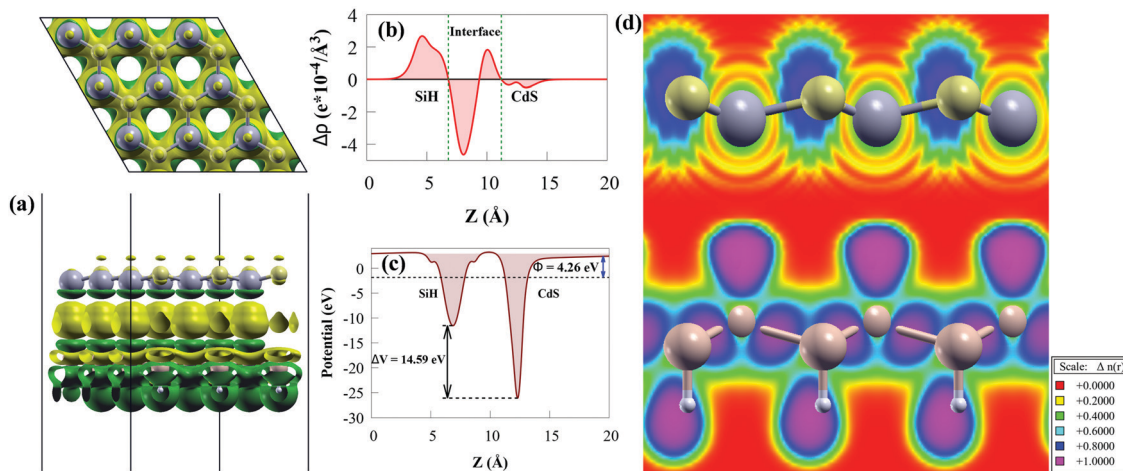 (a)
(b)
Interface
SiH
CdS
Δρ (e*10⁻⁴/Å³)
4
2
0
-2
-4
0
5
10
15
20
Z (Å)
(c)
Φ = 4.26 eV
SiH
CdS
ΔV = 14.59 eV
Potential (eV)
0
-5
-10
-15
-20
-25
-30
0
5
10
15
20
Z (Å)
(d)
Scale: Δ n(r)
+0.0000
+0.2000
+0.4000
+0.6000
+0.8000
+1.0000